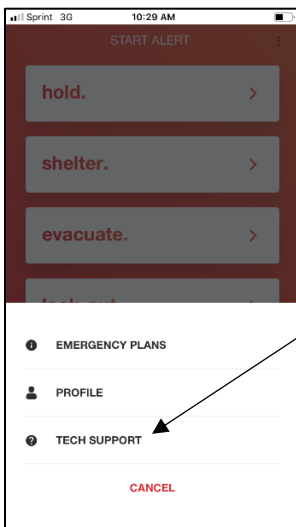 Sprint 3G 10:29 AM
START ALERT
hold.
shelter.
evacuate.
EMERGENCY PLANS
PROFILE
TECH SUPPORT
CANCEL